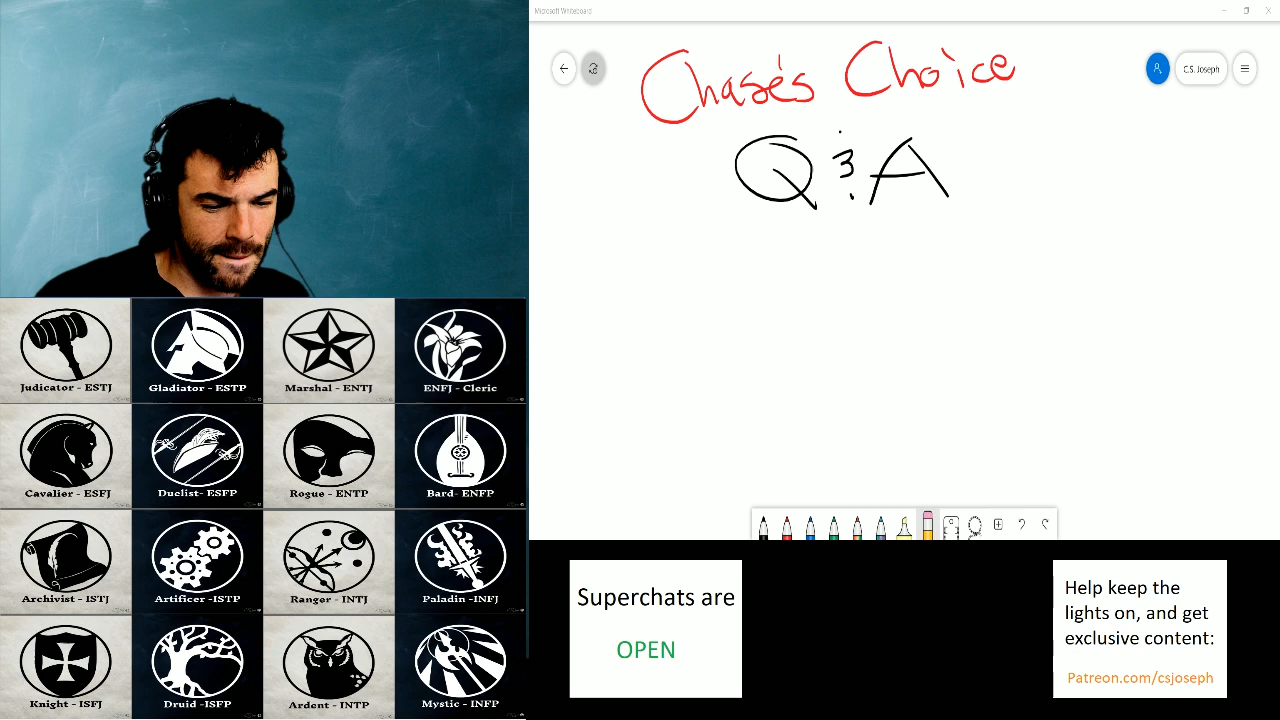 Microsoft Whiteboard
C.S. Joseph
Chase's Choice
Q & A
Judicator - ESTJ
Gladiator - ESTP
Marshal - ENTJ
ENFJ - Cleric
Cavalier - ESFJ
Duelist- ESFP
Rogue - ENTP
Bard- ENFP
Archivist - ISTJ
Artificer -ISTP
Ranger - INTJ
Paladin - INFJ
Knight - ISFJ
Druid -ISFP
Ardent - INTP
Mystic - INFP
Superchats are
OPEN
Help keep the
lights on, and get
exclusive content:
Patreon.com/csjoseph